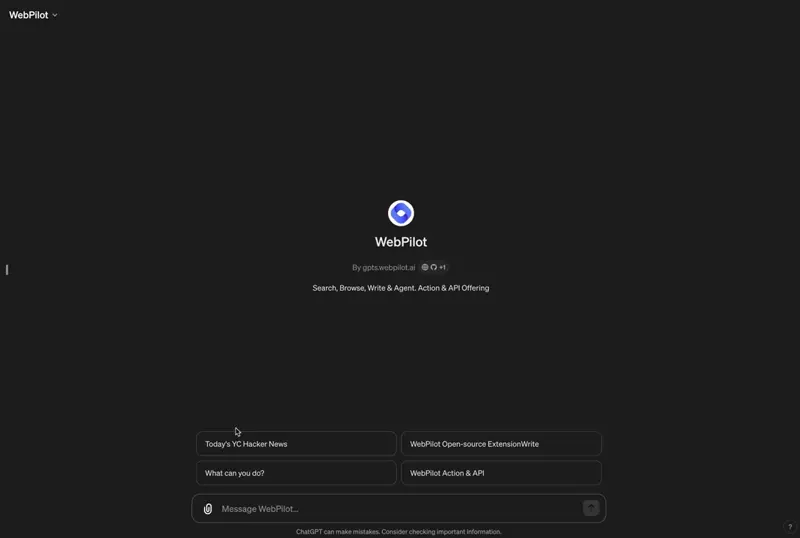 WebPilot
WebPilot
By gpts.webpilot.ai +1
Search, Browse, Write & Agent. Action & API Offering
Today's YC Hacker News
WebPilot Open-source ExtensionWrite
What can you do?
WebPilot Action & API
Message WebPilot...
ChatGPT can make mistakes. Consider checking important information.
?